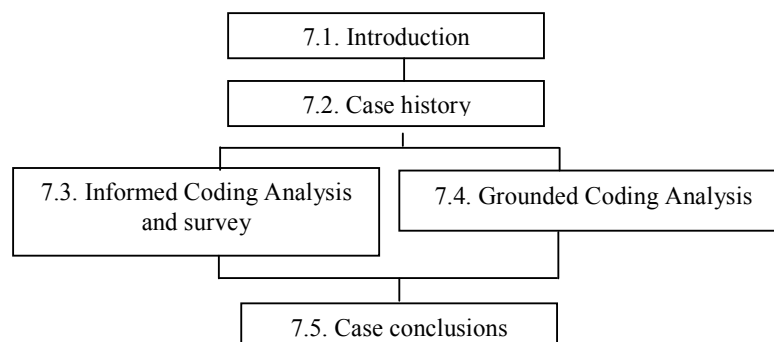 7.1. Introduction
7.2. Case history
7.3. Informed Coding Analysis
and survey
7.4. Grounded Coding Analysis
7.5. Case conclusions